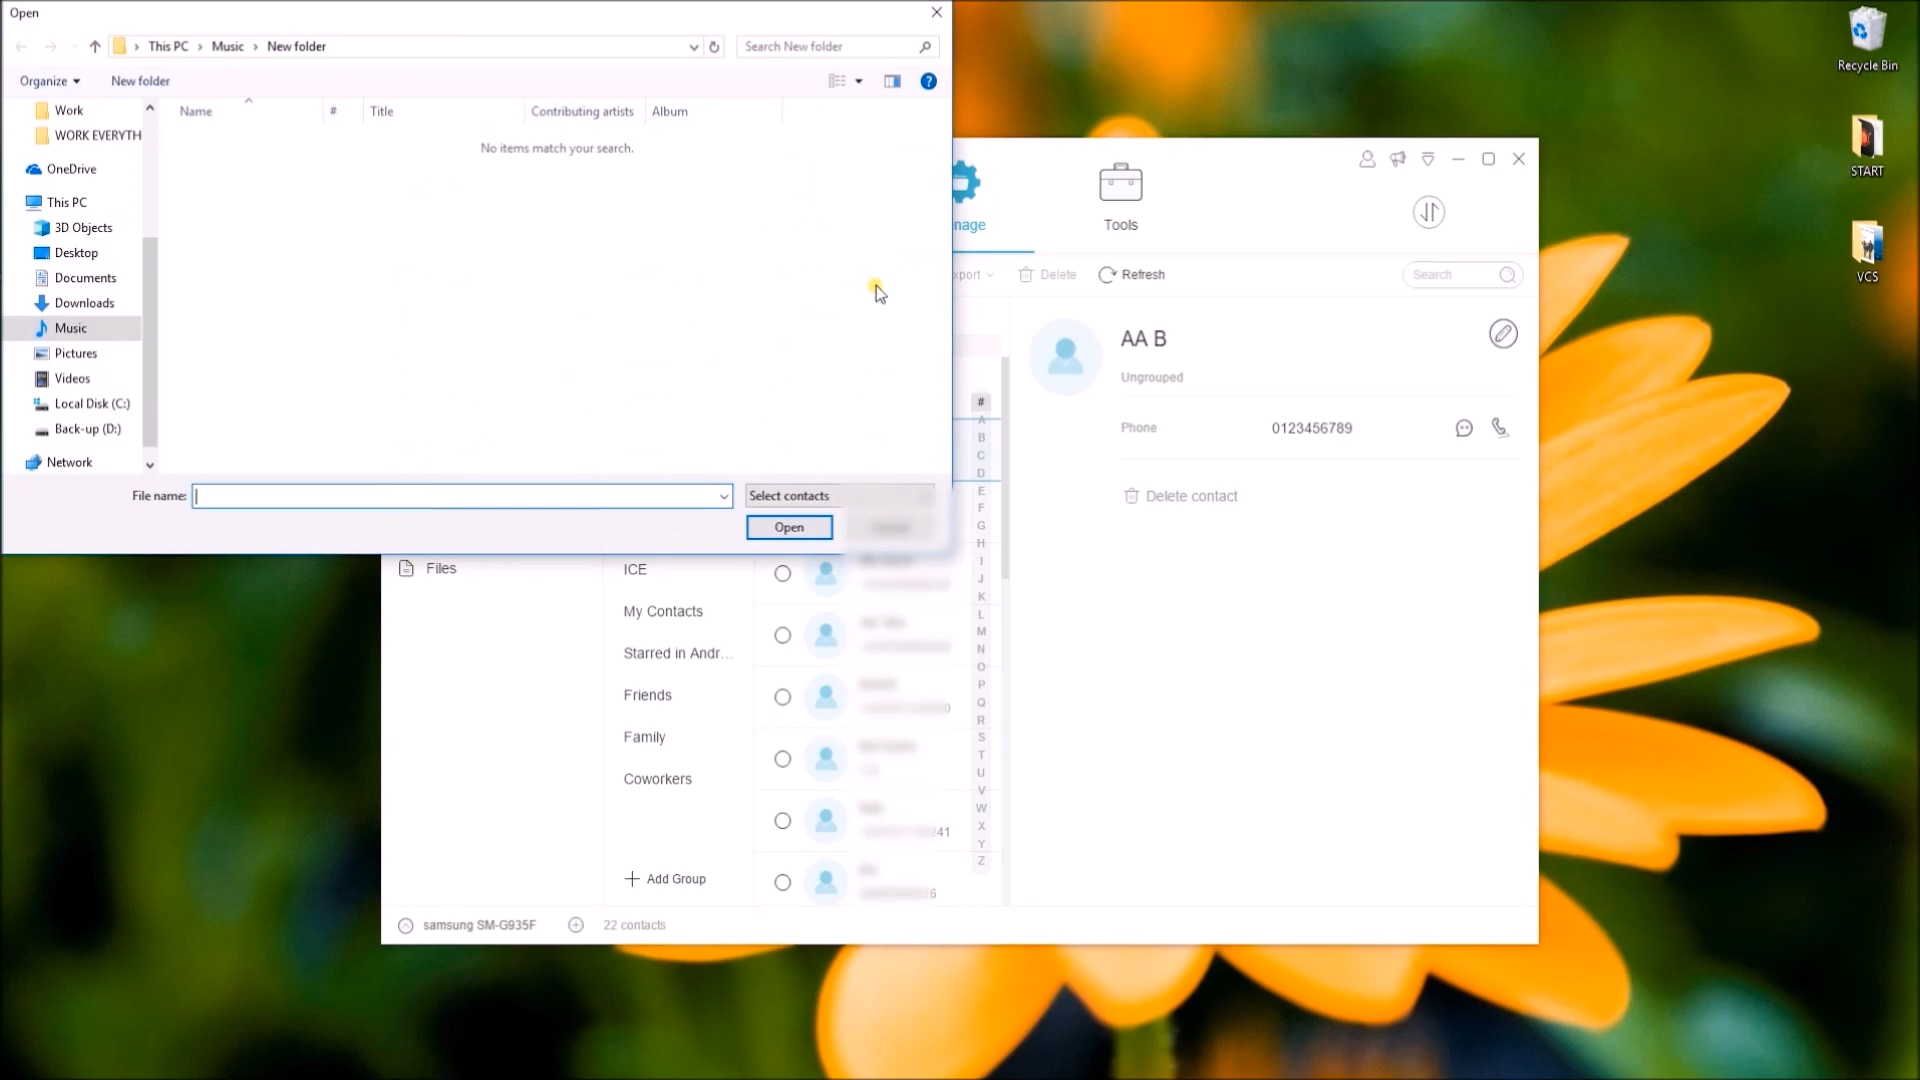 Open
This PC > Music > New folder
Search New folder
Organize
New folder
Work
WORK EVERYTH
OneDrive
This PC
3D Objects
Desktop
Documents
Downloads
Music
Pictures
Videos
Local Disk (C:)
Back-up (D:)
Network
Name # Title Contributing artists Album
No items match your search.
File name:
Select contacts
Open
nage
Tools
xport
Delete
Refresh
Search
AA B
Ungrouped
Phone 0123456789
Delete contact
Files
ICE
My Contacts
Starred in Andr...
Friends
Family
Coworkers
Add Group
0
41
6
#
A
B
C
D
E
F
G
H
I
J
K
L
M
N
O
P
Q
R
S
T
U
V
W
X
Y
Z
samsung SM-G935F
22 contacts
Recycle Bin
START
VCS